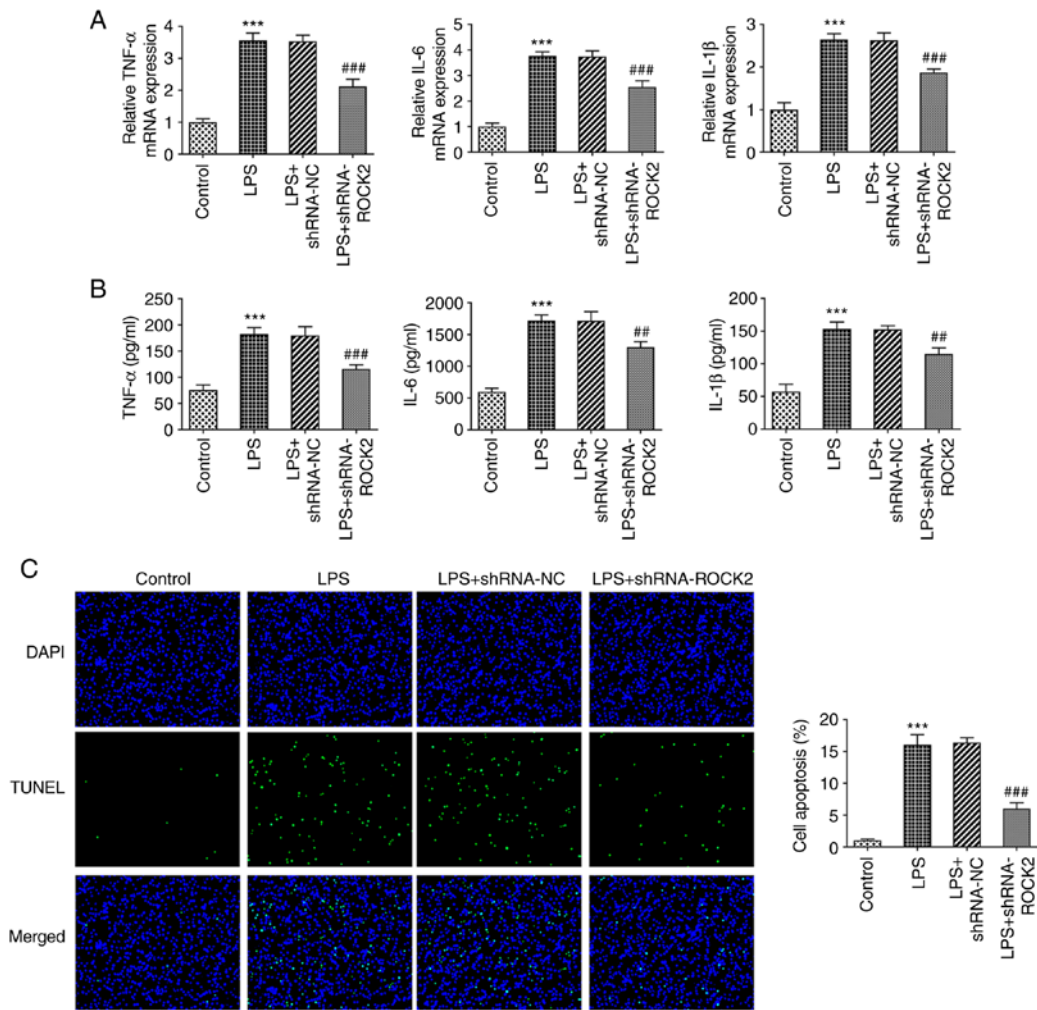 A
Relative TNF-α
mRNA expression
4
3
2
1
0
***
###
Control
LPS
LPS+
shRNA-NC
LPS+shRNA-
ROCK2
Relative IL-6
mRNA expression
5
4
3
2
1
0
***
###
Control
LPS
LPS+
shRNA-NC
LPS+shRNA-
ROCK2
Relative IL-1β
mRNA expression
3
2
1
0
***
###
Control
LPS
LPS+
shRNA-NC
LPS+shRNA-
ROCK2
B
TNF-α (pg/ml)
250
200
150
100
50
0
***
###
Control
LPS
LPS+
shRNA-NC
LPS+shRNA-
ROCK2
IL-6 (pg/ml)
2000
1500
1000
500
0
***
##
Control
LPS
LPS+
shRNA-NC
LPS+shRNA-
ROCK2
IL-1β (pg/ml)
200
150
100
50
0
***
##
Control
LPS
LPS+
shRNA-NC
LPS+shRNA-
ROCK2
C
Control LPS LPS+shRNA-NC LPS+shRNA-ROCK2
DAPI
TUNEL
Merged
Cell apoptosis (%)
20
15
10
5
0
***
###
Control
LPS
LPS+
shRNA-NC
LPS+shRNA-
ROCK2